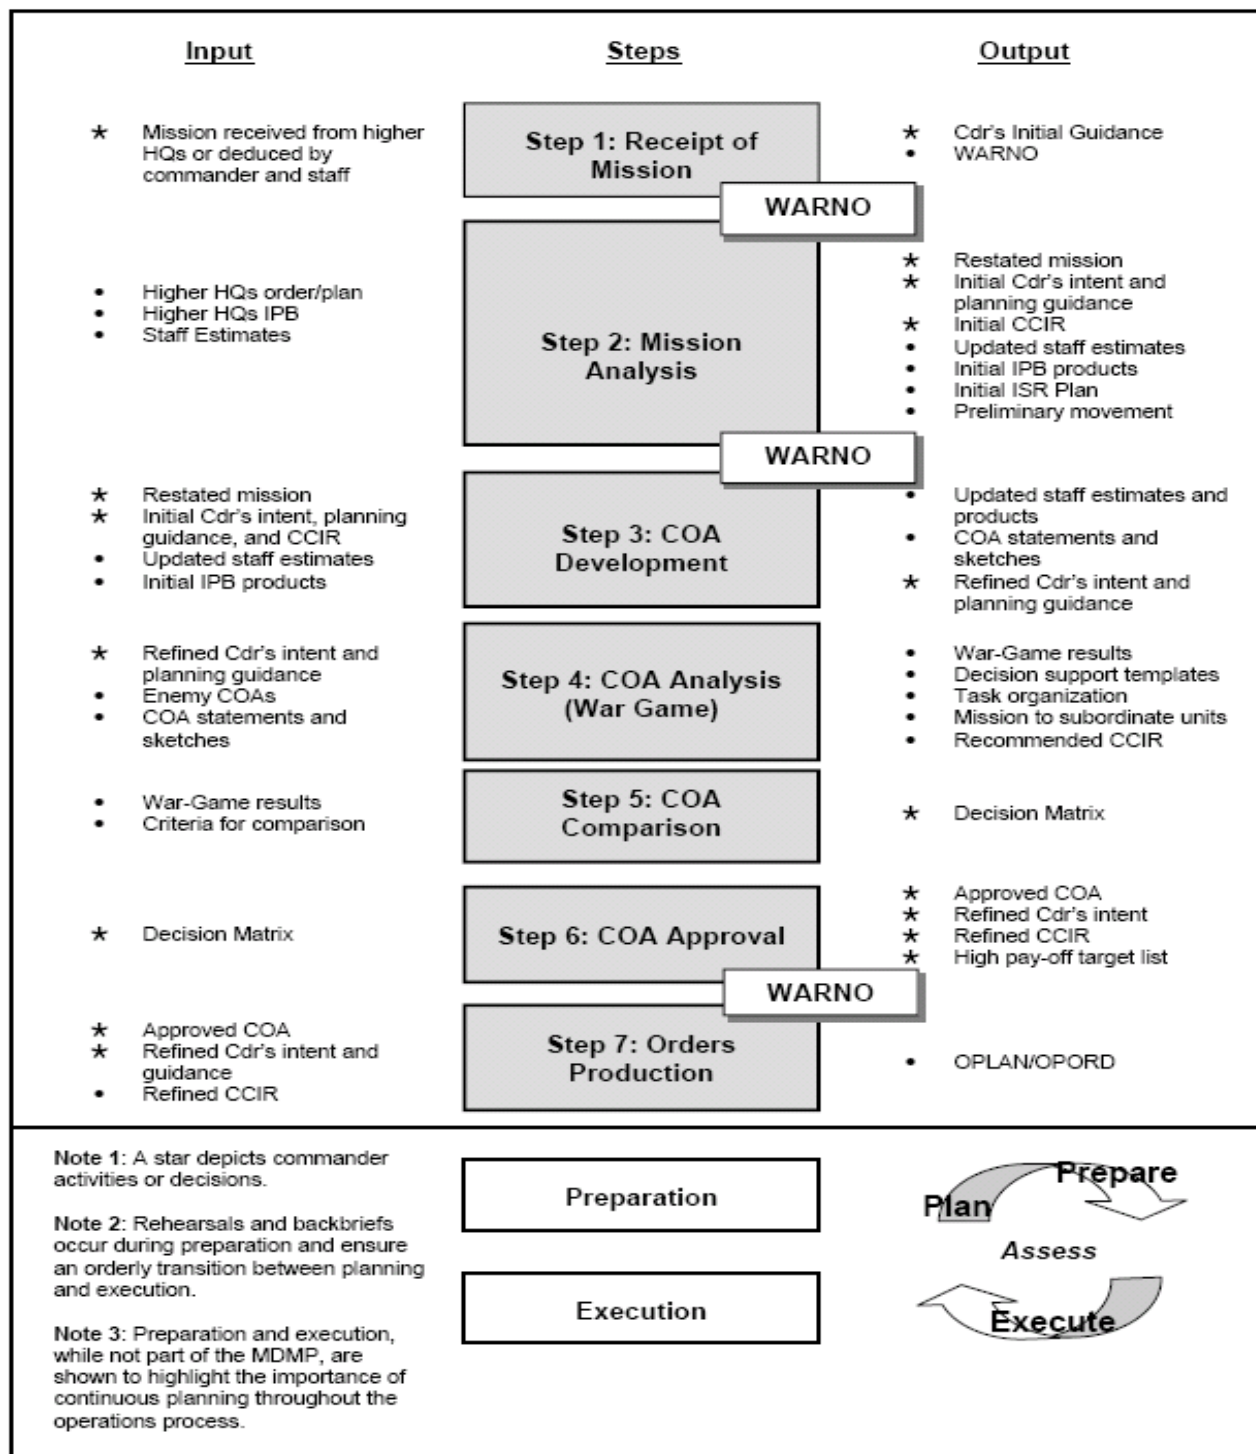 Input
Steps
Output
★ Mission received from higher
HQs or deduced by
commander and staff
Step 1: Receipt of
Mission
★ Cdr's Initial Guidance
• WARNO
WARNO
• Higher HQs order/plan
• Higher HQs IPB
• Staff Estimates
Step 2: Mission
Analysis
★ Restated mission
★ Initial Cdr's intent and
planning guidance
★ Initial CCIR
• Updated staff estimates
• Initial IPB products
• Initial ISR Plan
• Preliminary movement
WARNO
★ Restated mission
★ Initial Cdr's intent, planning
guidance, and CCIR
• Updated staff estimates
• Initial IPB products
Step 3: COA
Development
• Updated staff estimates and
products
• COA statements and
sketches
★ Refined Cdr's intent and
planning guidance
★ Refined Cdr's intent and
planning guidance
• Enemy COAs
• COA statements and
sketches
Step 4: COA Analysis
(War Game)
• War-Game results
• Decision support templates
• Task organization
• Mission to subordinate units
• Recommended CCIR
• War-Game results
• Criteria for comparison
Step 5: COA
Comparison
★ Decision Matrix
★ Decision Matrix
Step 6: COA Approval
★ Approved COA
★ Refined Cdr's intent
★ Refined CCIR
★ High pay-off target list
WARNO
★ Approved COA
★ Refined Cdr's intent and
guidance
• Refined CCIR
Step 7: Orders
Production
• OPLAN/OPORD
Note 1: A star depicts commander
activities or decisions.
Note 2: Rehearsals and backbriefs
occur during preparation and ensure
an orderly transition between planning
and execution.
Note 3: Preparation and execution,
while not part of the MDMP, are
shown to highlight the importance of
continuous planning throughout the
operations process.
Preparation
Execution
Plan
Prepare
Assess
Execute